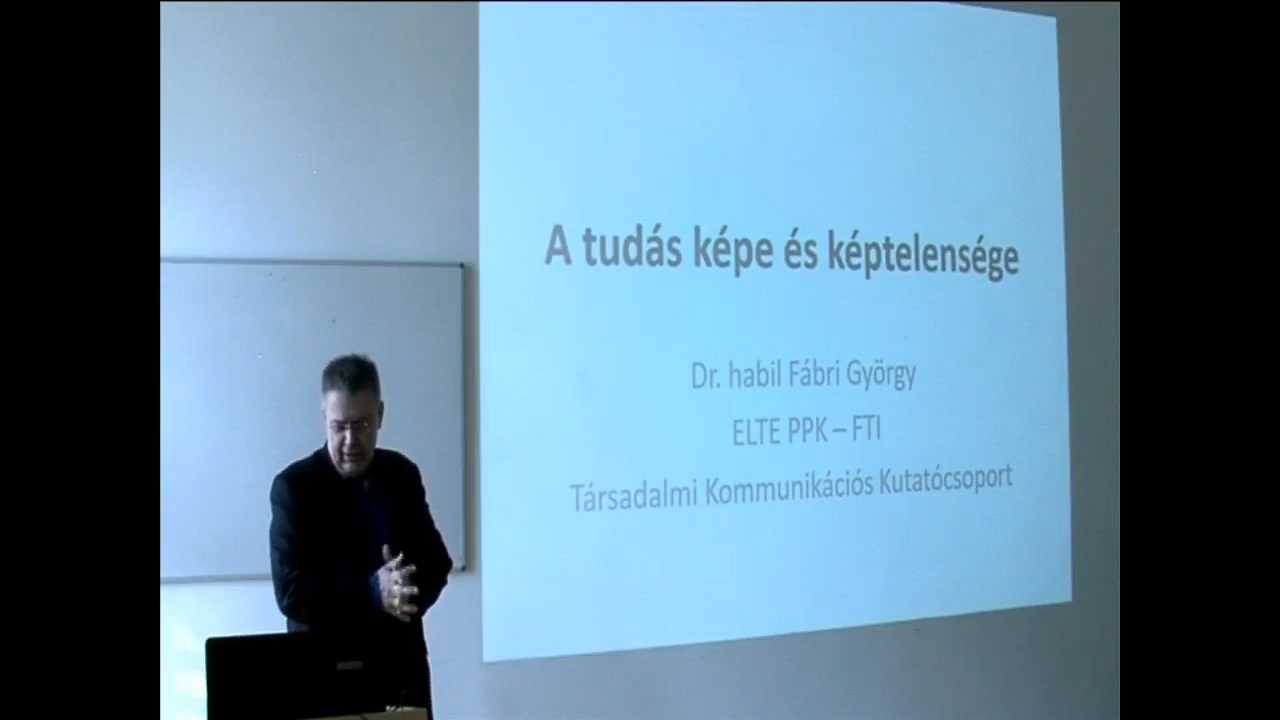 A tudás képe és képtelensége
Dr. habil Fábri György
ELTE PPK – FTI
Társadalmi Kommunikációs Kutatócsoport